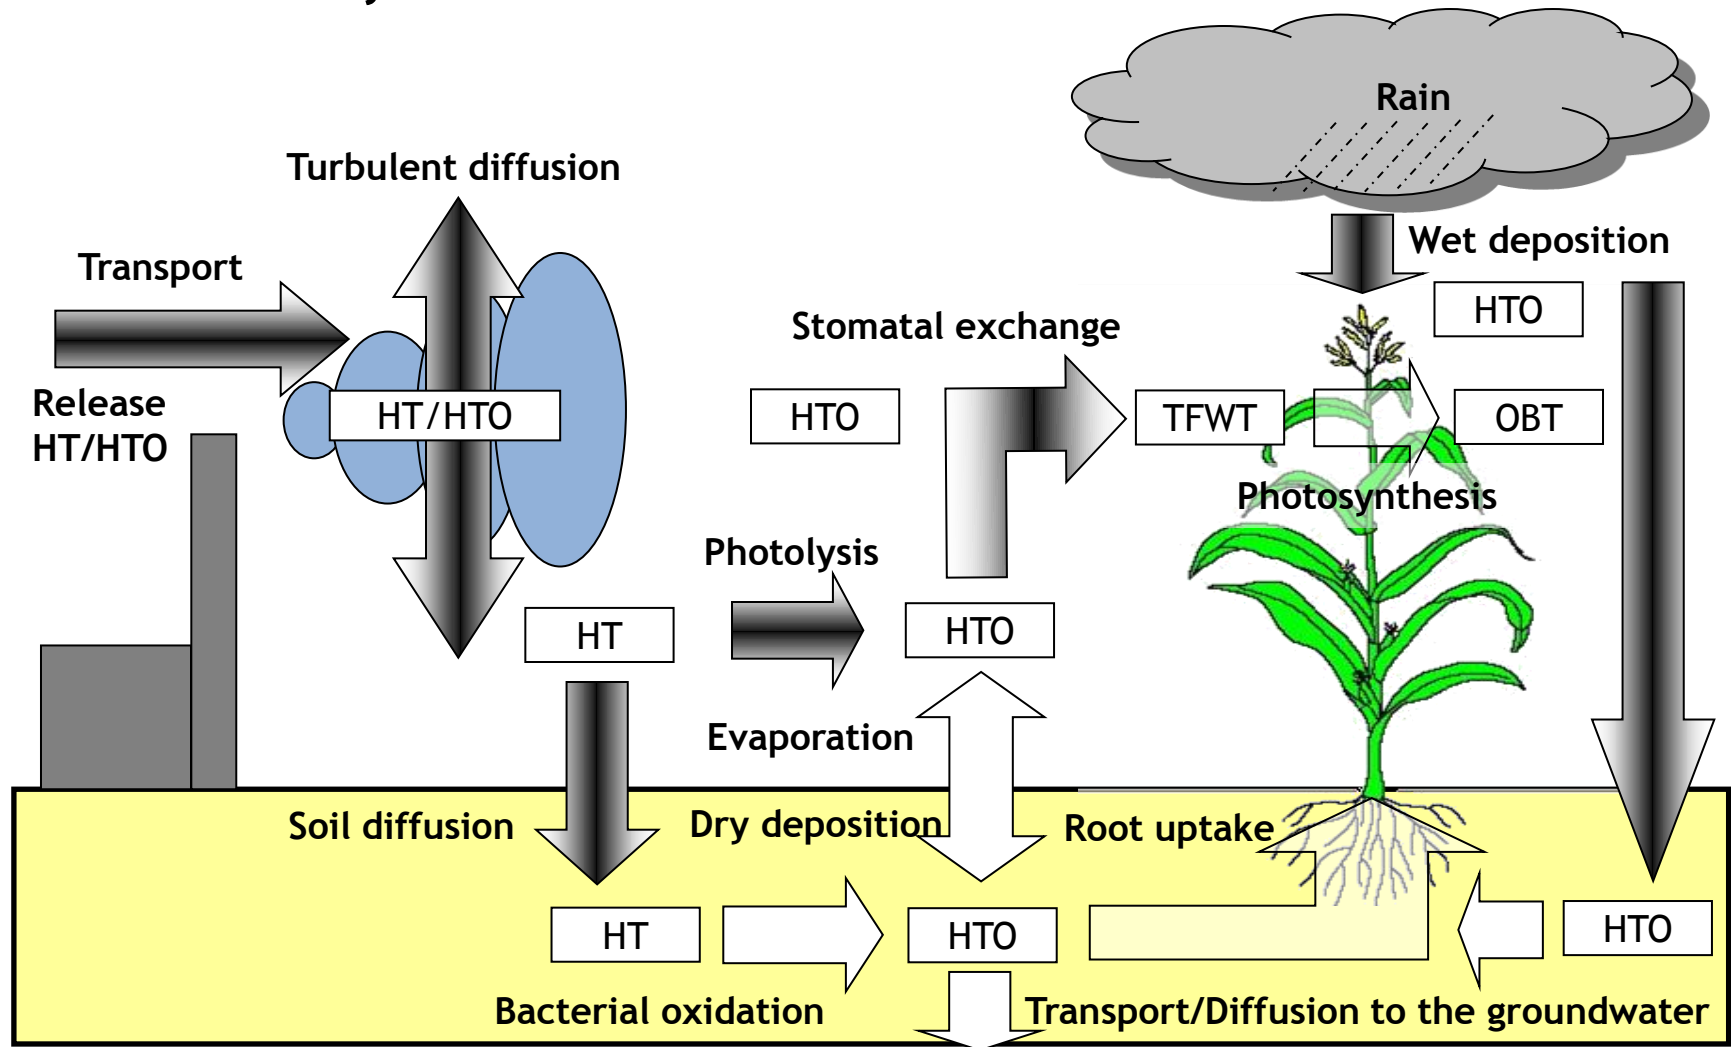 Rain
Turbulent diffusion
Wet deposition
Transport
HTO
Stomatal exchange
Release
HT/HTO
HT/HTO
HTO
TFWT
OBT
Photosynthesis
Photolysis
HT
HTO
Evaporation
Soil diffusion
Dry deposition
Root uptake
HT
HTO
HTO
Bacterial oxidation
Transport/Diffusion to the groundwater